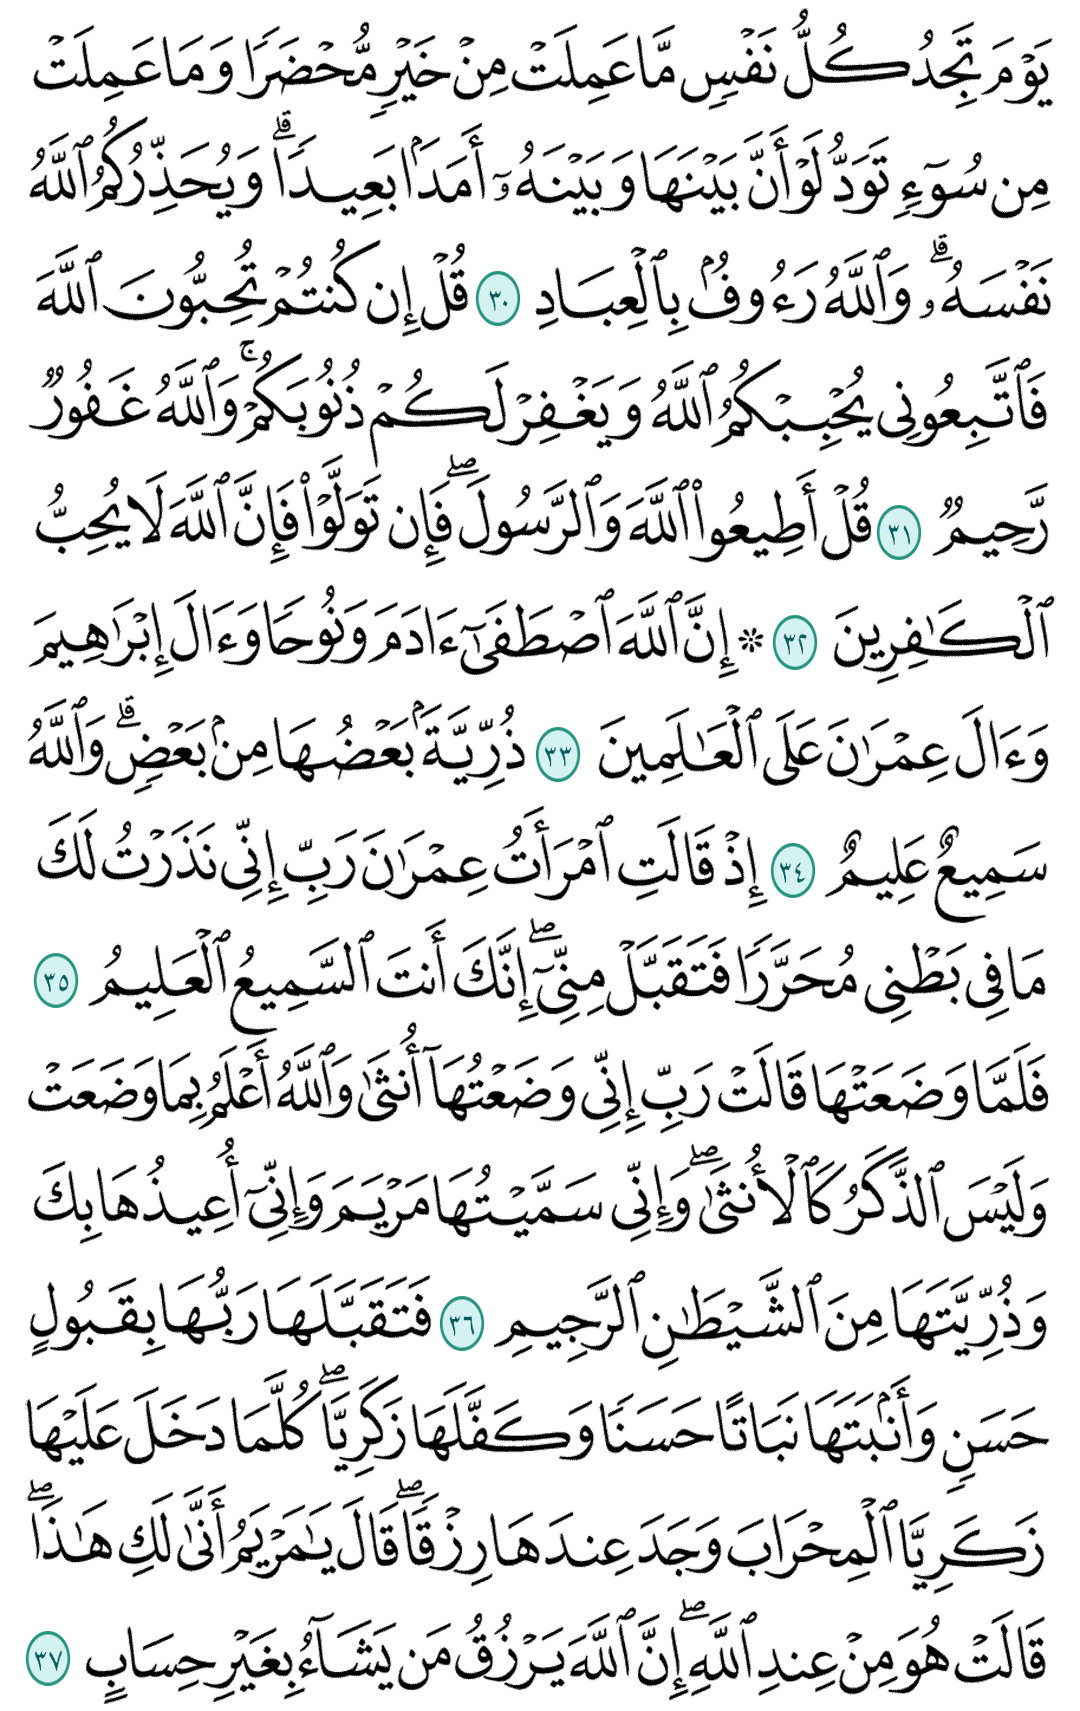 يَوْمَ تَجِدُ كُلُّ نَفْسٍ مَّا عَمِلَتْ مِنْ خَيْرٍ مُّحْضَرًا وَمَا عَمِلَتْ
مِن سُوٓءٍ تَوَدُّ لَوْ أَنَّ بَيْنَهَا وَبَيْنَهُۥٓ أَمَدَۢا بَعِيدًا ۗ وَيُحَذِّرُكُمُ ٱللَّهُ
نَفْسَهُۥ ۗ وَٱللَّهُ رَءُوفُۢ بِٱلْعِبَادِ ٣٠ قُلْ إِن كُنتُمْ تُحِبُّونَ ٱللَّهَ
فَٱتَّبِعُونِى يُحْبِبْكُمُ ٱللَّهُ وَيَغْفِرْ لَكُمْ ذُنُوبَكُمْ ۚ وَٱللَّهُ غَفُورٌ
رَّحِيمٌ ٣١ قُلْ أَطِيعُوا۟ ٱللَّهَ وَٱلرَّسُولَ ۖ فَإِن تَوَلَّوْا۟ فَإِنَّ ٱللَّهَ لَا يُحِبُّ
ٱلْكَـٰفِرِينَ ٣٢ ۞ إِنَّ ٱللَّهَ ٱصْطَفَىٰٓ ءَادَمَ وَنُوحًا وَءَالَ إِبْرَٰهِيمَ
وَءَالَ عِمْرَٰنَ عَلَى ٱلْعَـٰلَمِينَ ٣٣ ذُرِّيَّةَۢ بَعْضُهَا مِنۢ بَعْضٍ ۗ وَٱللَّهُ
سَمِيعٌ عَلِيمٌ ٣٤ إِذْ قَالَتِ ٱمْرَأَتُ عِمْرَٰنَ رَبِّ إِنِّى نَذَرْتُ لَكَ
مَا فِى بَطْنِى مُحَرَّرًا فَتَقَبَّلْ مِنِّىٓ ۖ إِنَّكَ أَنتَ ٱلسَّمِيعُ ٱلْعَلِيمُ ٣٥
فَلَمَّا وَضَعَتْهَا قَالَتْ رَبِّ إِنِّى وَضَعْتُهَآ أُنثَىٰ وَٱللَّهُ أَعْلَمُ بِمَا وَضَعَتْ
وَلَيْسَ ٱلذَّكَرُ كَٱلْأُنثَىٰ ۖ وَإِنِّى سَمَّيْتُهَا مَرْيَمَ وَإِنِّىٓ أُعِيذُهَا بِكَ
وَذُرِّيَّتَهَا مِنَ ٱلشَّيْطَـٰنِ ٱلرَّجِيمِ ٣٦ فَتَقَبَّلَهَا رَبُّهَا بِقَبُولٍ
حَسَنٍ وَأَنۢبَتَهَا نَبَاتًا حَسَنًا وَكَفَّلَهَا زَكَرِيَّا ۖ كُلَّمَا دَخَلَ عَلَيْهَا
زَكَرِيَّا ٱلْمِحْرَابَ وَجَدَ عِندَهَا رِزْقًا ۖ قَالَ يَـٰمَرْيَمُ أَنَّىٰ لَكِ هَـٰذَا ۖ
قَالَتْ هُوَ مِنْ عِندِ ٱللَّهِ ۖ إِنَّ ٱللَّهَ يَرْزُقُ مَن يَشَآءُ بِغَيْرِ حِسَابٍ ٣٧